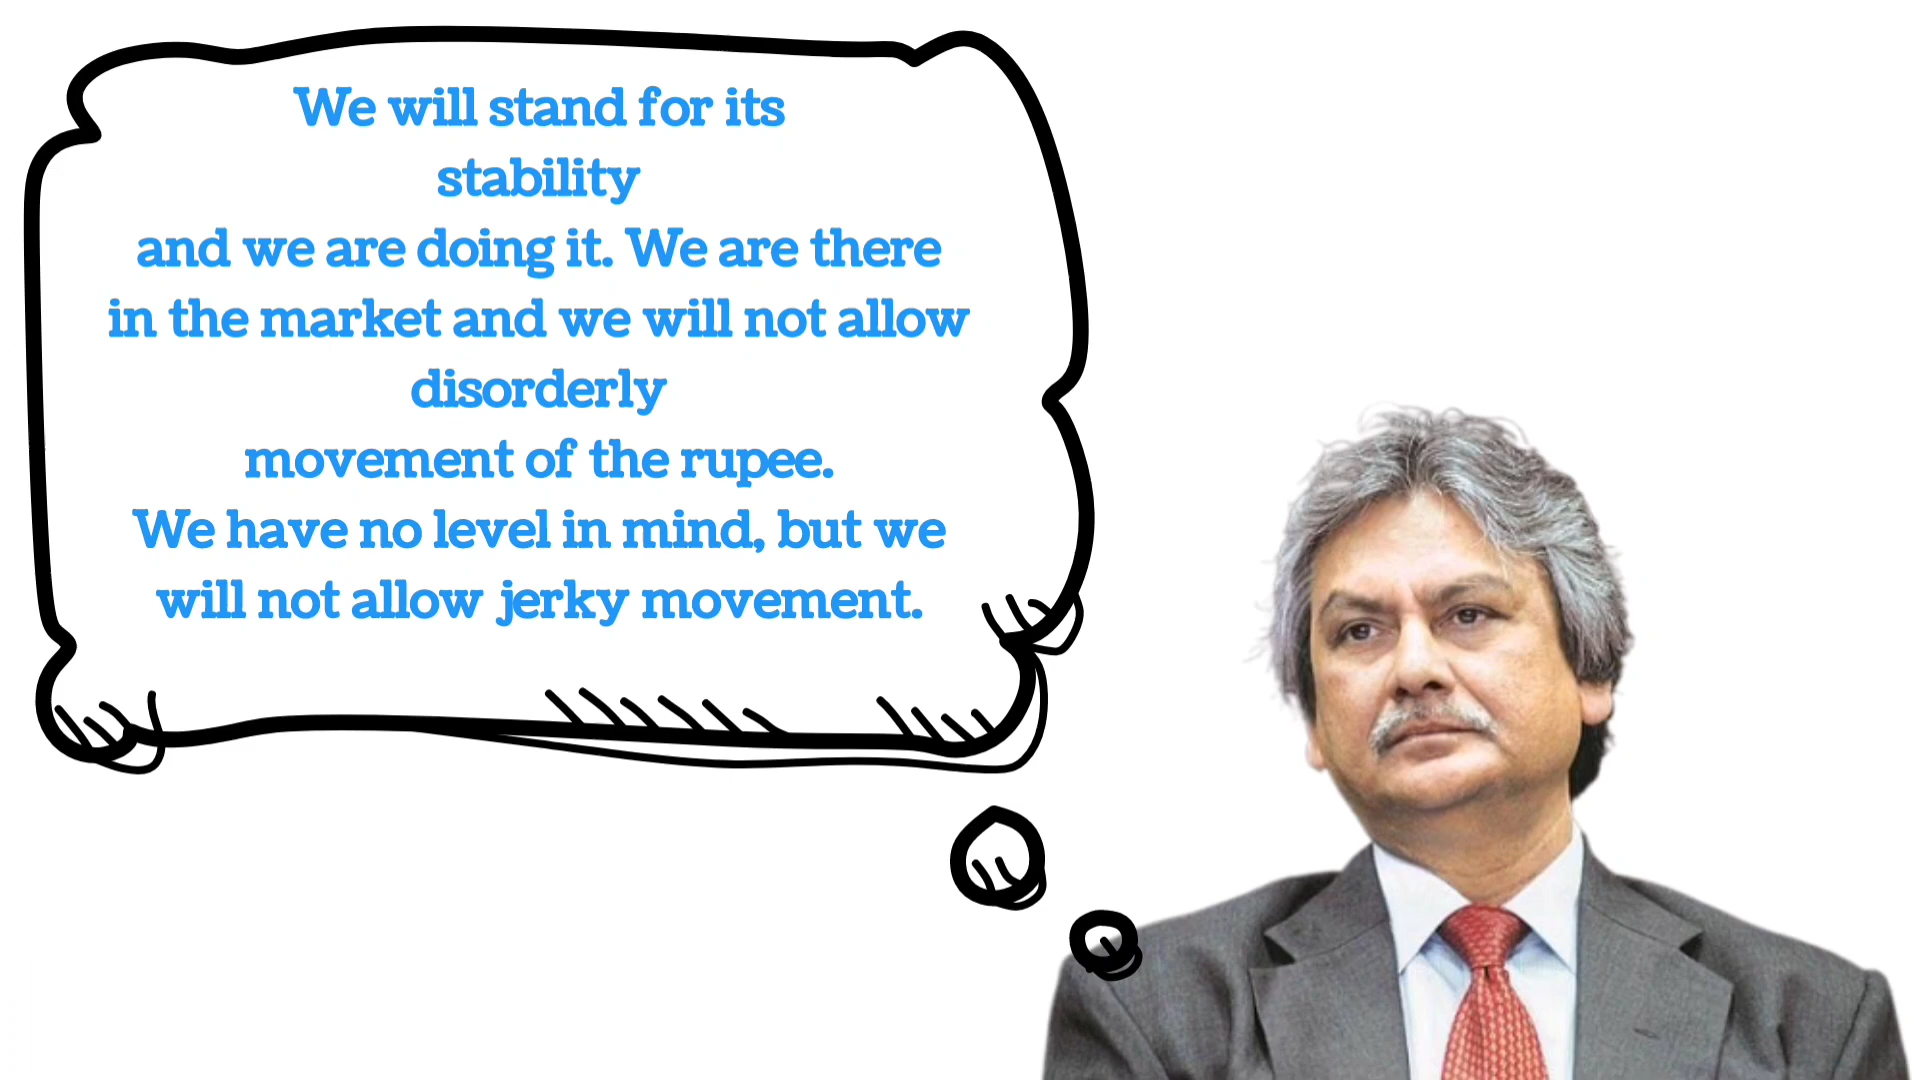 We will stand for its
stability
and we are doing it. We are there
in the market and we will not allow
disorderly
movement of the rupee.
We have no level in mind, but we
will not allow jerky movement.